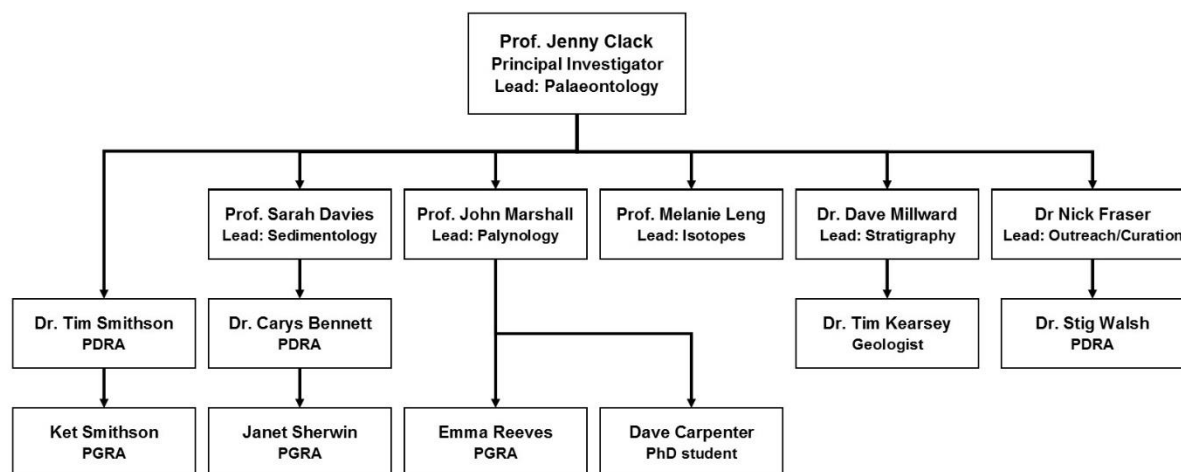 Prof. Jenny Clack
Principal Investigator
Lead: Palaeontology
Prof. Sarah Davies
Lead: Sedimentology
Prof. John Marshall
Lead: Palynology
Prof. Melanie Leng
Lead: Isotopes
Dr. Dave Millward
Lead: Stratigraphy
Dr Nick Fraser
Lead: Outreach/Curation
Dr. Tim Smithson
PDRA
Dr. Carys Bennett
PDRA
Dr. Tim Kearsey
Geologist
Dr. Stig Walsh
PDRA
Ket Smithson
PGRA
Janet Sherwin
PGRA
Emma Reeves
PGRA
Dave Carpenter
PhD student